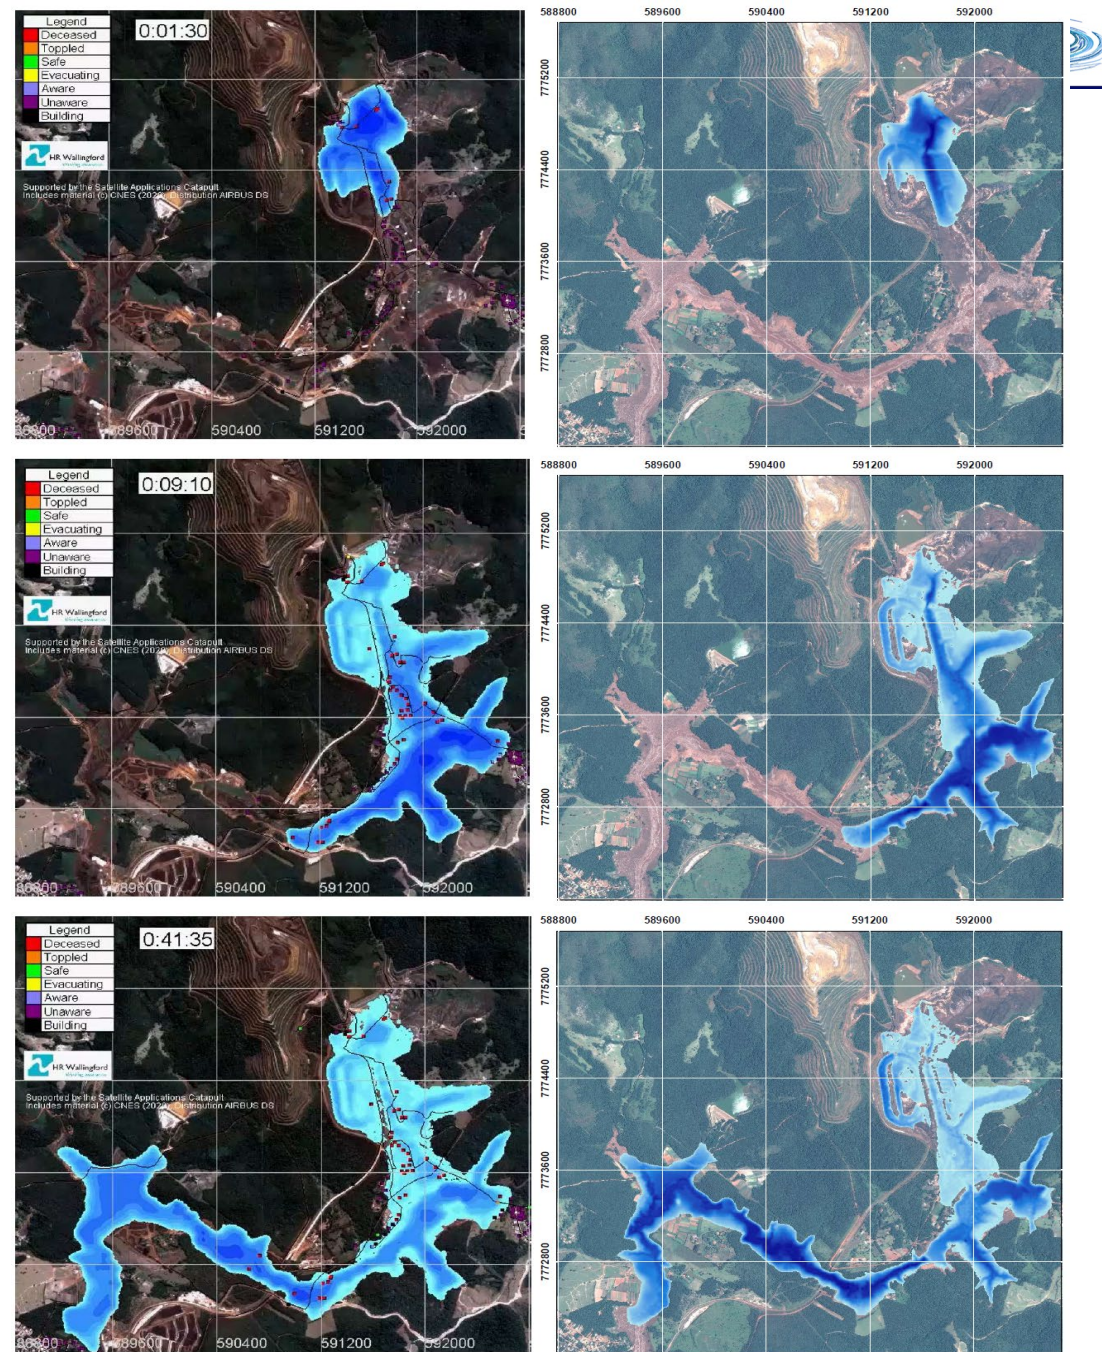 Legend
Deceased
Toppled
Safe
Evacuating
Aware
Unaware
Building
0:01:30
HR Wallingford
Supported by the Satellite Applications Catapult
Includes material (c) CNES (2020), Distribution AIRBUS DS
589600
590400
591200
592000
588800
589600
590400
591200
592000
7775200
7774400
7773600
7772800
Legend
Deceased
Toppled
Safe
Evacuating
Aware
Unaware
Building
0:09:10
HR Wallingford
Supported by the Satellite Applications Catapult
Includes material (c) CNES (2020), Distribution AIRBUS DS
589600
590400
591200
592000
588800
589600
590400
591200
592000
7775200
7774400
7773600
7772800
Legend
Deceased
Toppled
Safe
Evacuating
Aware
Unaware
Building
0:41:35
HR Wallingford
Supported by the Satellite Applications Catapult
Includes material (c) CNES (2020), Distribution AIRBUS DS
589600
590400
591200
592000
588800
589600
590400
591200
592000
7775200
7774400
7773600
7772800